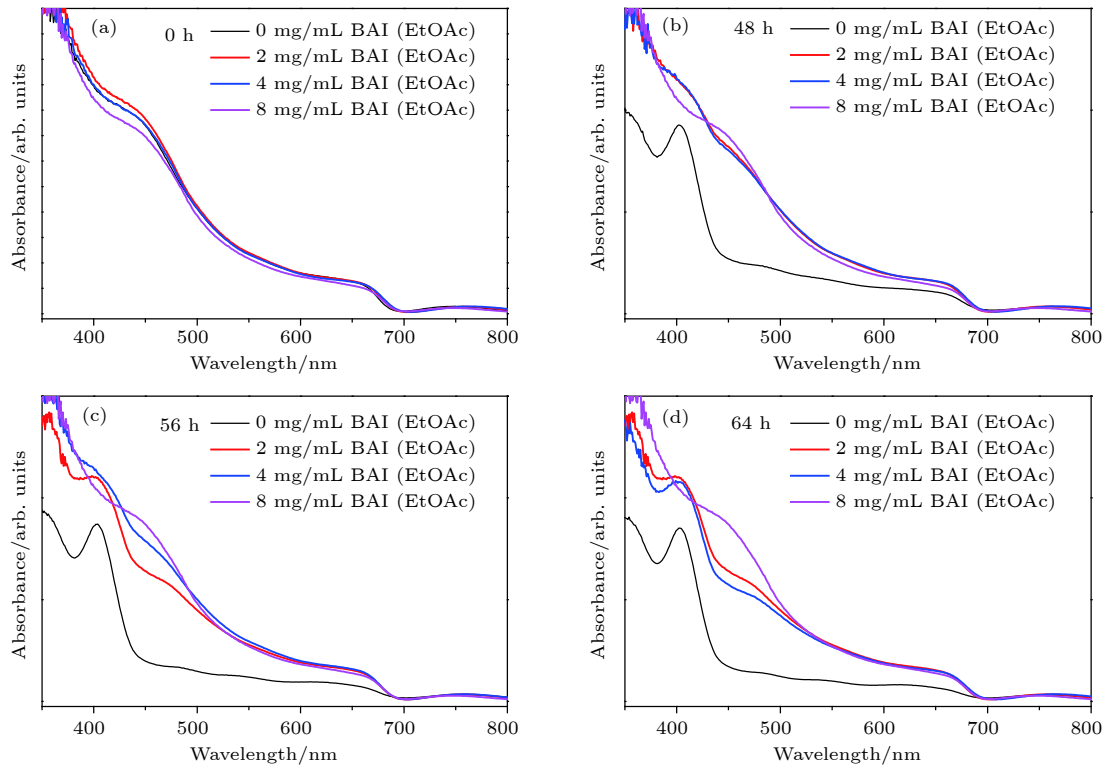 (a)
0 h
0 mg/mL BAI (EtOAc)
2 mg/mL BAI (EtOAc)
4 mg/mL BAI (EtOAc)
8 mg/mL BAI (EtOAc)
Absorbance/arb. units
400 500 600 700 800
Wavelength/nm
(b)
48 h
0 mg/mL BAI (EtOAc)
2 mg/mL BAI (EtOAc)
4 mg/mL BAI (EtOAc)
8 mg/mL BAI (EtOAc)
Absorbance/arb. units
400 500 600 700 800
Wavelength/nm
(c)
56 h
0 mg/mL BAI (EtOAc)
2 mg/mL BAI (EtOAc)
4 mg/mL BAI (EtOAc)
8 mg/mL BAI (EtOAc)
Absorbance/arb. units
400 500 600 700 800
Wavelength/nm
(d)
64 h
0 mg/mL BAI (EtOAc)
2 mg/mL BAI (EtOAc)
4 mg/mL BAI (EtOAc)
8 mg/mL BAI (EtOAc)
Absorbance/arb. units
400 500 600 700 800
Wavelength/nm